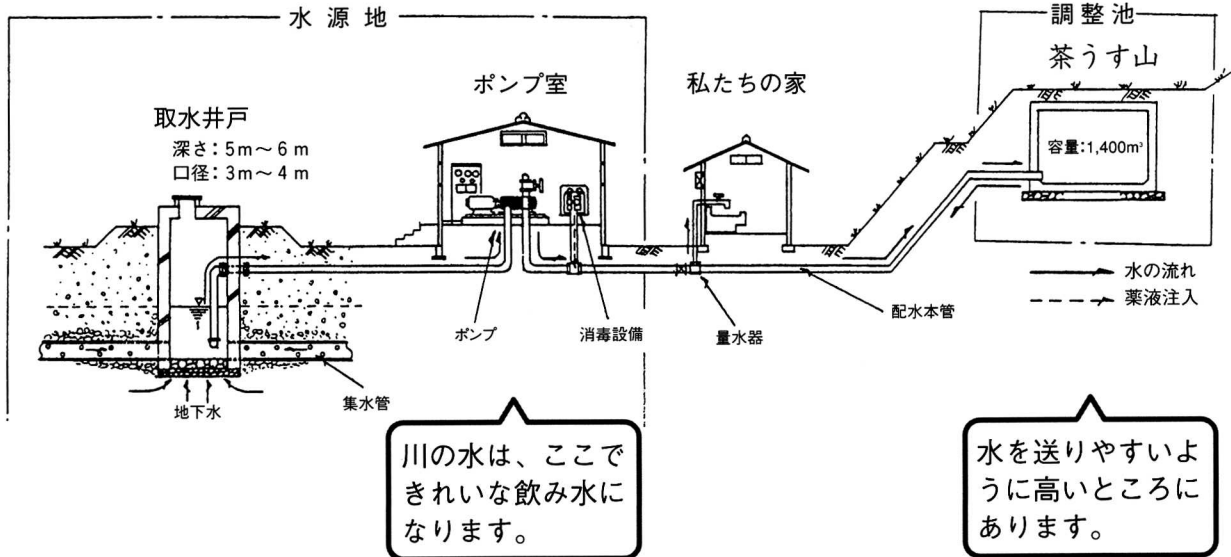 水源地
調整池
茶うす山
ポンプ室
私たちの家
取水井戸
深さ：5m〜6m
口径：3m〜4m
容量：1,400m³
水の流れ
薬液注入
ポンプ
消毒設備
量水器
配水本管
集水管
地下水
川の水は、ここで
きれいな飲み水に
なります。
水を送りやすいよ
うに高いところに
あります。